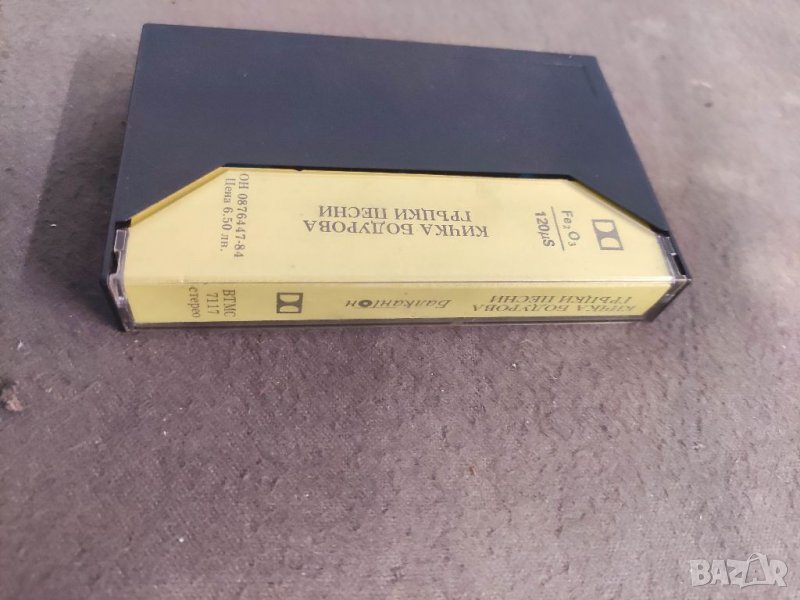 ОН 0876447-84
Цена 6.50 лв.
КИЧКА БОДУРОВА
ГРЪЦКИ ПЕСНИ
Fe₂O₃
120µS
ВТМС
7117
стерео
Балкантон
КИЧКА БОДУРОВА
ГРЪЦКИ ПЕСНИ
BAZAR